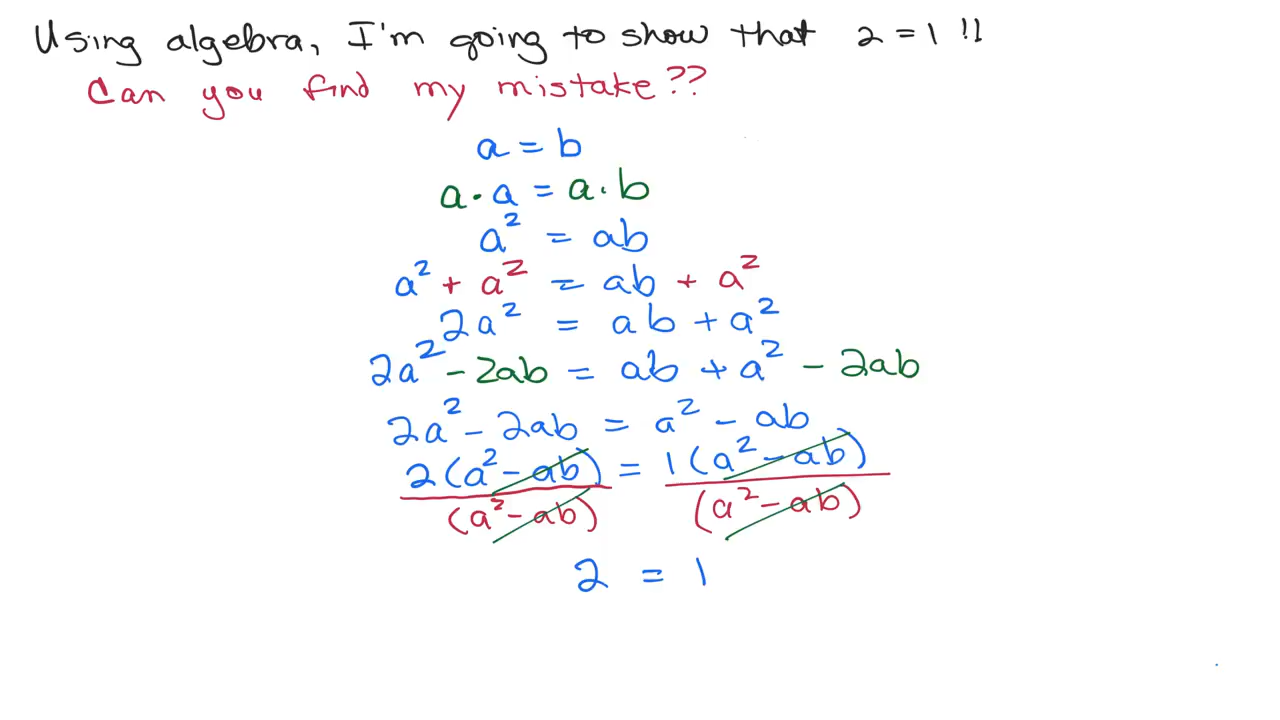 Using algebra, I'm going to show that 2 = 1 !!
Can you find my mistake??
a = b
a · a = a · b
a² = ab
a² + a² = ab + a²
2a² = ab + a²
2a² - 2ab = ab + a² - 2ab
2a² - 2ab = a² - ab
2(a² - ab) = 1(a² - ab)
(a² - ab) (a² - ab)
2 = 1